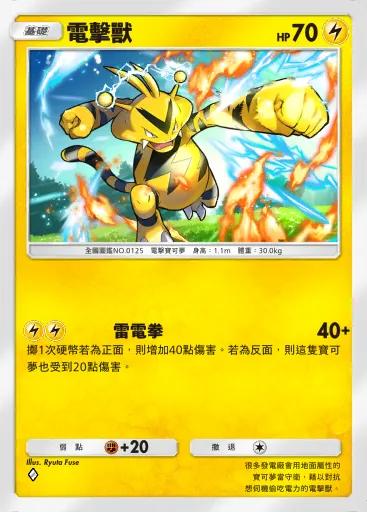 基礎 電擊獸 HP 70
全國圖鑑NO.0125 電擊寶可夢 身高：1.1m 體重：30.0kg
雷電拳 40+
擲1次硬幣若為正面，則增加40點傷害。若為反面，則這隻寶可
夢也受到20點傷害。
弱點 +20 撤退
Illus. Ryuta Fuse
很多發電廠會用地面屬性的
寶可夢當守衛，藉以對抗
想伺機偷吃電力的電擊獸。